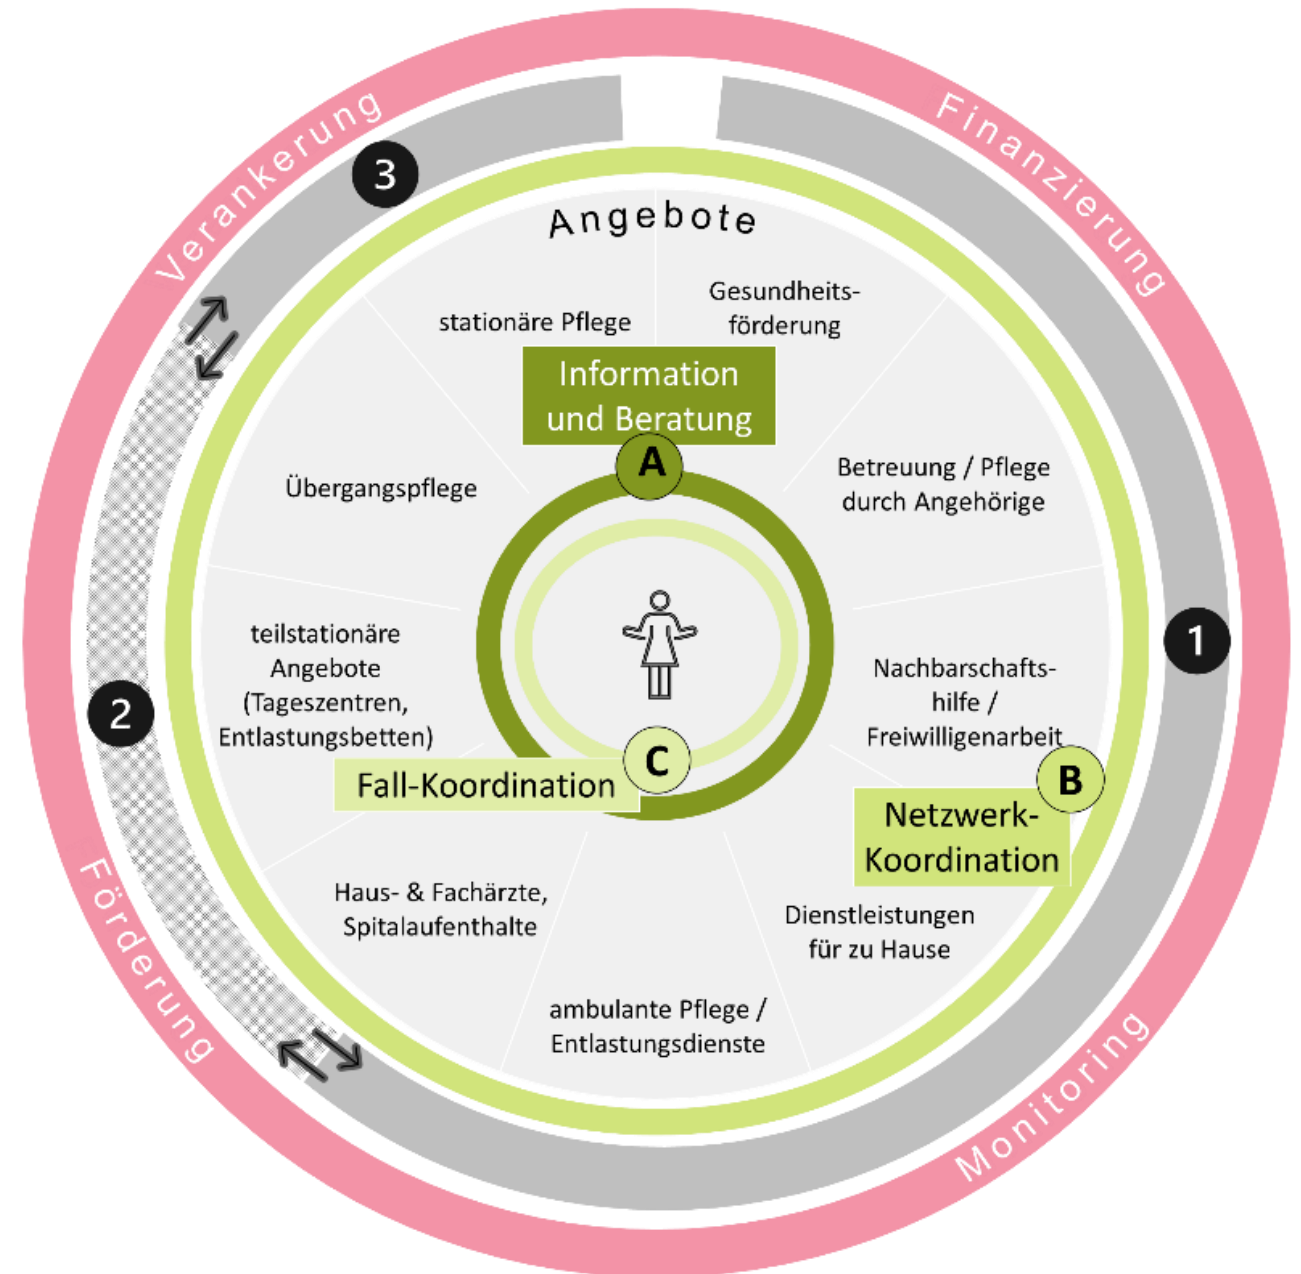 Verankerung
Finanzierung
3
Angebote
Gesundheits-
förderung
stationäre Pflege
Information
und Beratung
A
Betreuung / Pflege
durch Angehörige
Übergangspflege
1
teilstationäre
Angebote
(Tageszentren,
Entlastungsbetten)
Nachbarschafts-
hilfe /
Freiwilligenarbeit
2
B
C
Fall-Koordination
Netzwerk-
Koordination
Haus- & Fachärzte,
Spitalaufenthalte
Dienstleistungen
für zu Hause
ambulante Pflege /
Entlastungsdienste
Förderung
Monitoring